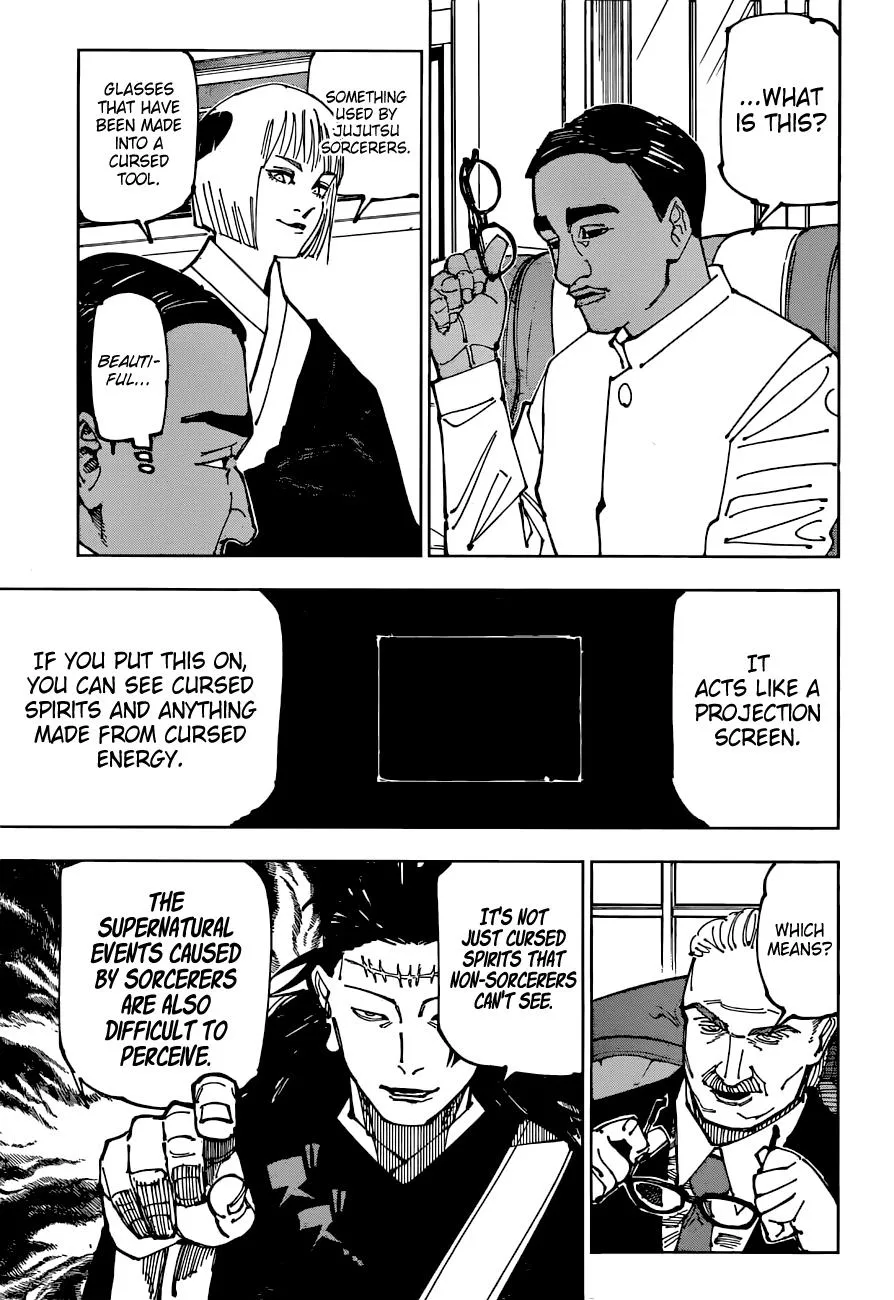 ...WHAT
IS THIS?
SOMETHING
USED BY
JUJUTSU
SORCERERS.
GLASSES
THAT HAVE
BEEN MADE
INTO A
CURSED
TOOL.
BEAUTI-
FUL...
IT
ACTS LIKE A
PROJECTION
SCREEN.
IF YOU PUT THIS ON,
YOU CAN SEE CURSED
SPIRITS AND ANYTHING
MADE FROM CURSED
ENERGY.
WHICH
MEANS?
IT'S NOT
JUST CURSED
SPIRITS THAT
NON-SORCERERS
CAN'T SEE.
THE
SUPERNATURAL
EVENTS CAUSED
BY SORCERERS
ARE ALSO
DIFFICULT TO
PERCEIVE.
ズズ